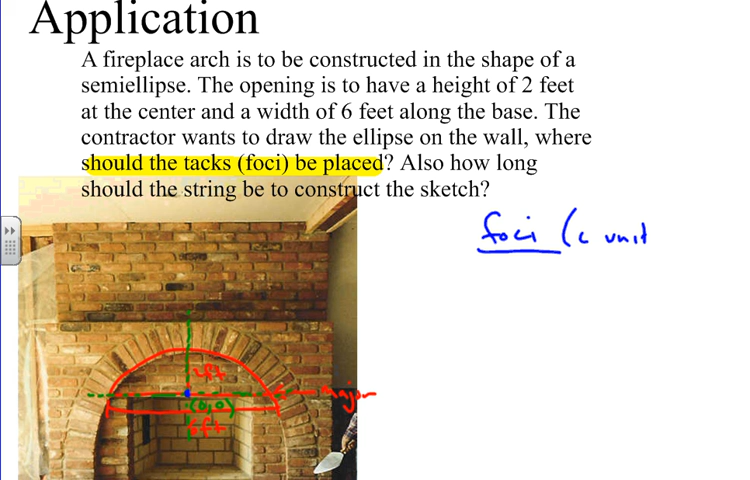 Application
A fireplace arch is to be constructed in the shape of a
semiellipse. The opening is to have a height of 2 feet
at the center and a width of 6 feet along the base. The
contractor wants to draw the ellipse on the wall, where
should the tacks (foci) be placed? Also how long
should the string be to construct the sketch?
foci (c unit
2ft
major
(0,0)
6ft